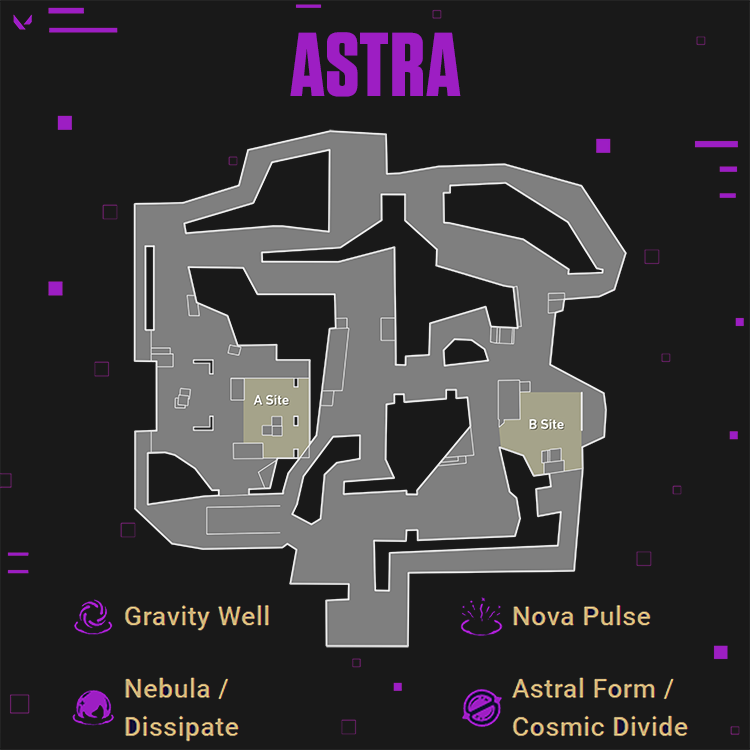 ASTRA
A Site
B Site
Gravity Well
Nova Pulse
Nebula /
Dissipate
Astral Form /
Cosmic Divide